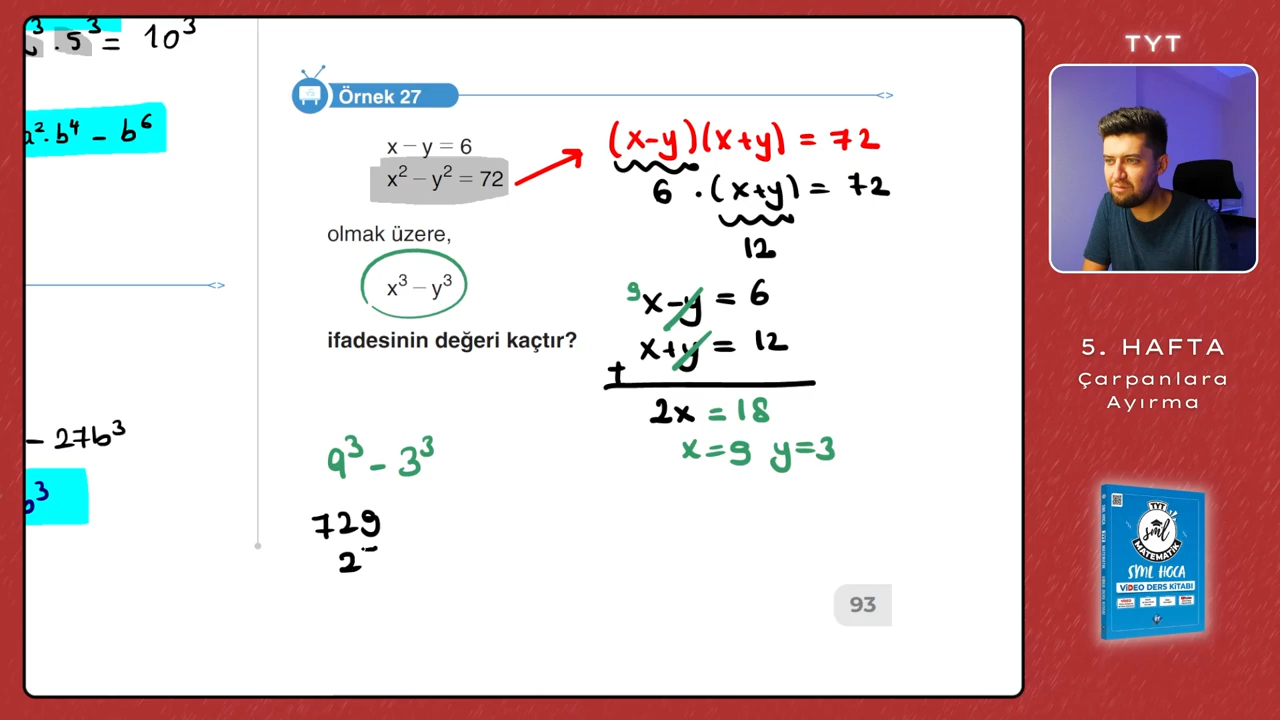 .5³ = 10³
a².b⁴ − b⁶
− 27b³
b³
Örnek 27
x − y = 6
x² − y² = 72
olmak üzere,
x³ − y³
ifadesinin değeri kaçtır?
9³ − 3³
729
2
(x−y)(x+y) = 72
6 . (x+y) = 72
12
9
x−y = 6
x+y = 12
+
2x = 18
x=9 y=3
93
TYT
5. HAFTA
Çarpanlara
Ayırma
TYT
sml
MATEMATİK
SML HOCA
VİDEO DERS KİTABI